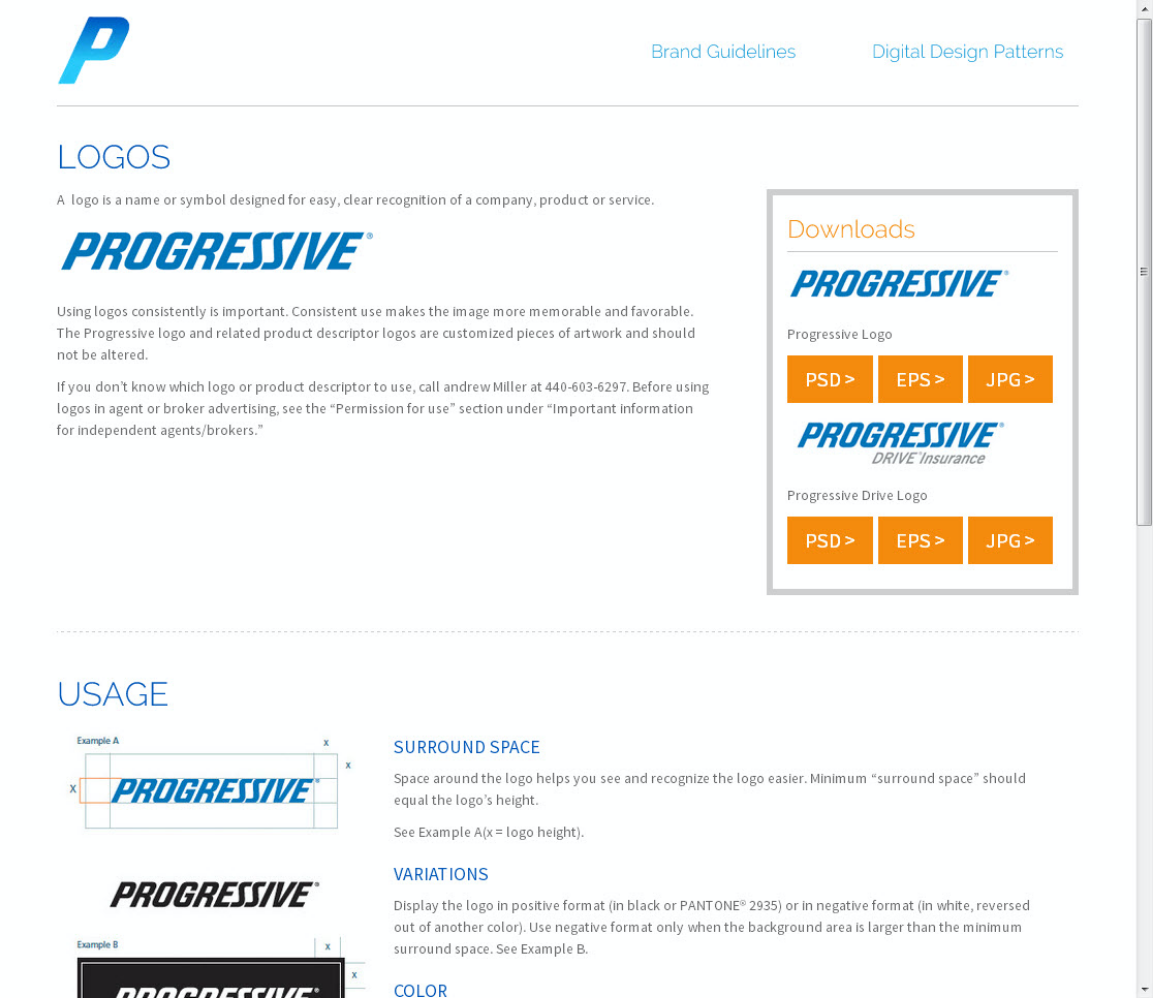 P
Brand Guidelines
Digital Design Patterns
LOGOS
A logo is a name or symbol designed for easy, clear recognition of a company, product or service.
PROGRESSIVE®
Using logos consistently is important. Consistent use makes the image more memorable and favorable.
The Progressive logo and related product descriptor logos are customized pieces of artwork and should
not be altered.
If you don’t know which logo or product descriptor to use, call andrew Miller at 440-603-6297. Before using
logos in agent or broker advertising, see the “Permission for use” section under “Important information
for independent agents/brokers.”
Downloads
PROGRESSIVE®
Progressive Logo
PSD > EPS > JPG >
PROGRESSIVE®
DRIVE Insurance
Progressive Drive Logo
PSD > EPS > JPG >
USAGE
Example A x
x
X PROGRESSIVE®
SURROUND SPACE
Space around the logo helps you see and recognize the logo easier. Minimum “surround space” should
equal the logo’s height.
See Example A(x = logo height).
PROGRESSIVE®
VARIATIONS
Display the logo in positive format (in black or PANTONE® 2935) or in negative format (in white, reversed
out of another color). Use negative format only when the background area is larger than the minimum
surround space. See Example B.
Example B x
x
PROGRESSIVE®
COLOR